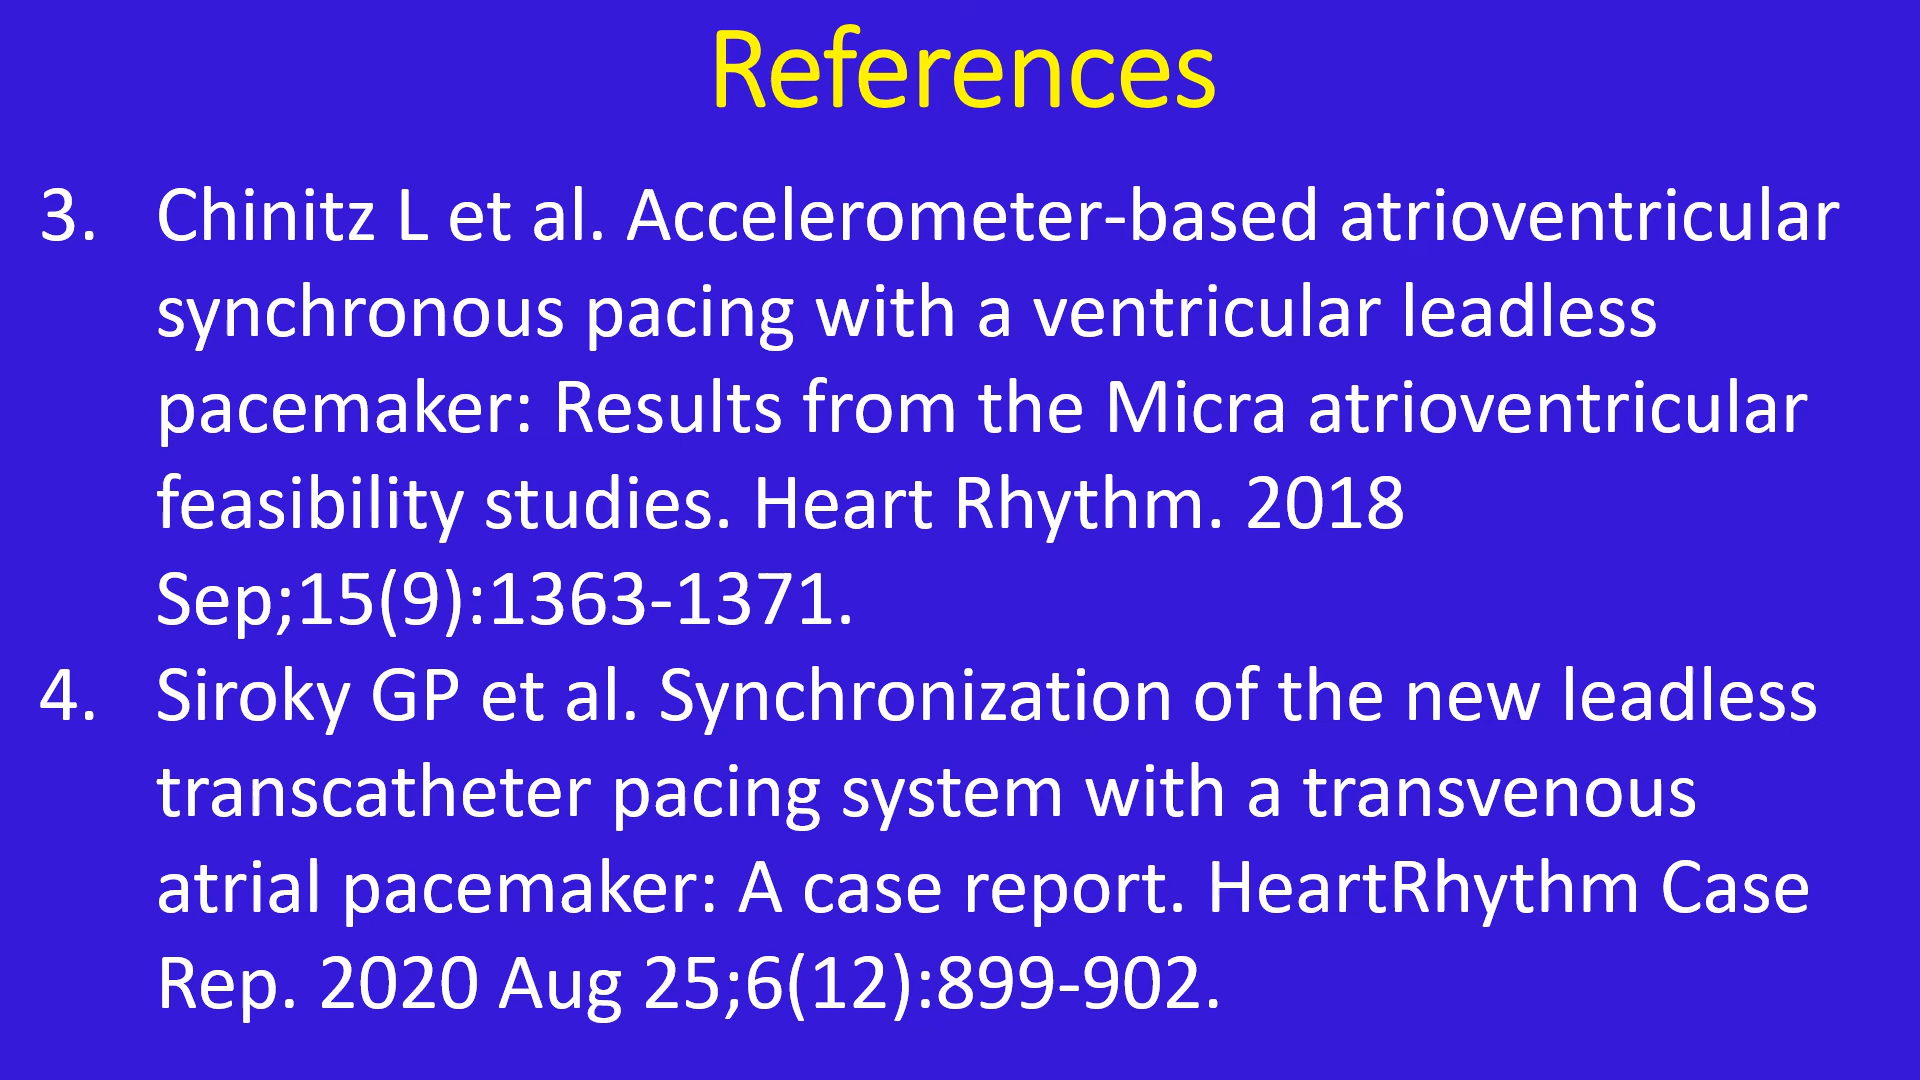 References
3. Chinitz L et al. Accelerometer-based atrioventricular
synchronous pacing with a ventricular leadless
pacemaker: Results from the Micra atrioventricular
feasibility studies. Heart Rhythm. 2018
Sep;15(9):1363-1371.
4. Siroky GP et al. Synchronization of the new leadless
transcatheter pacing system with a transvenous
atrial pacemaker: A case report. HeartRhythm Case
Rep. 2020 Aug 25;6(12):899-902.